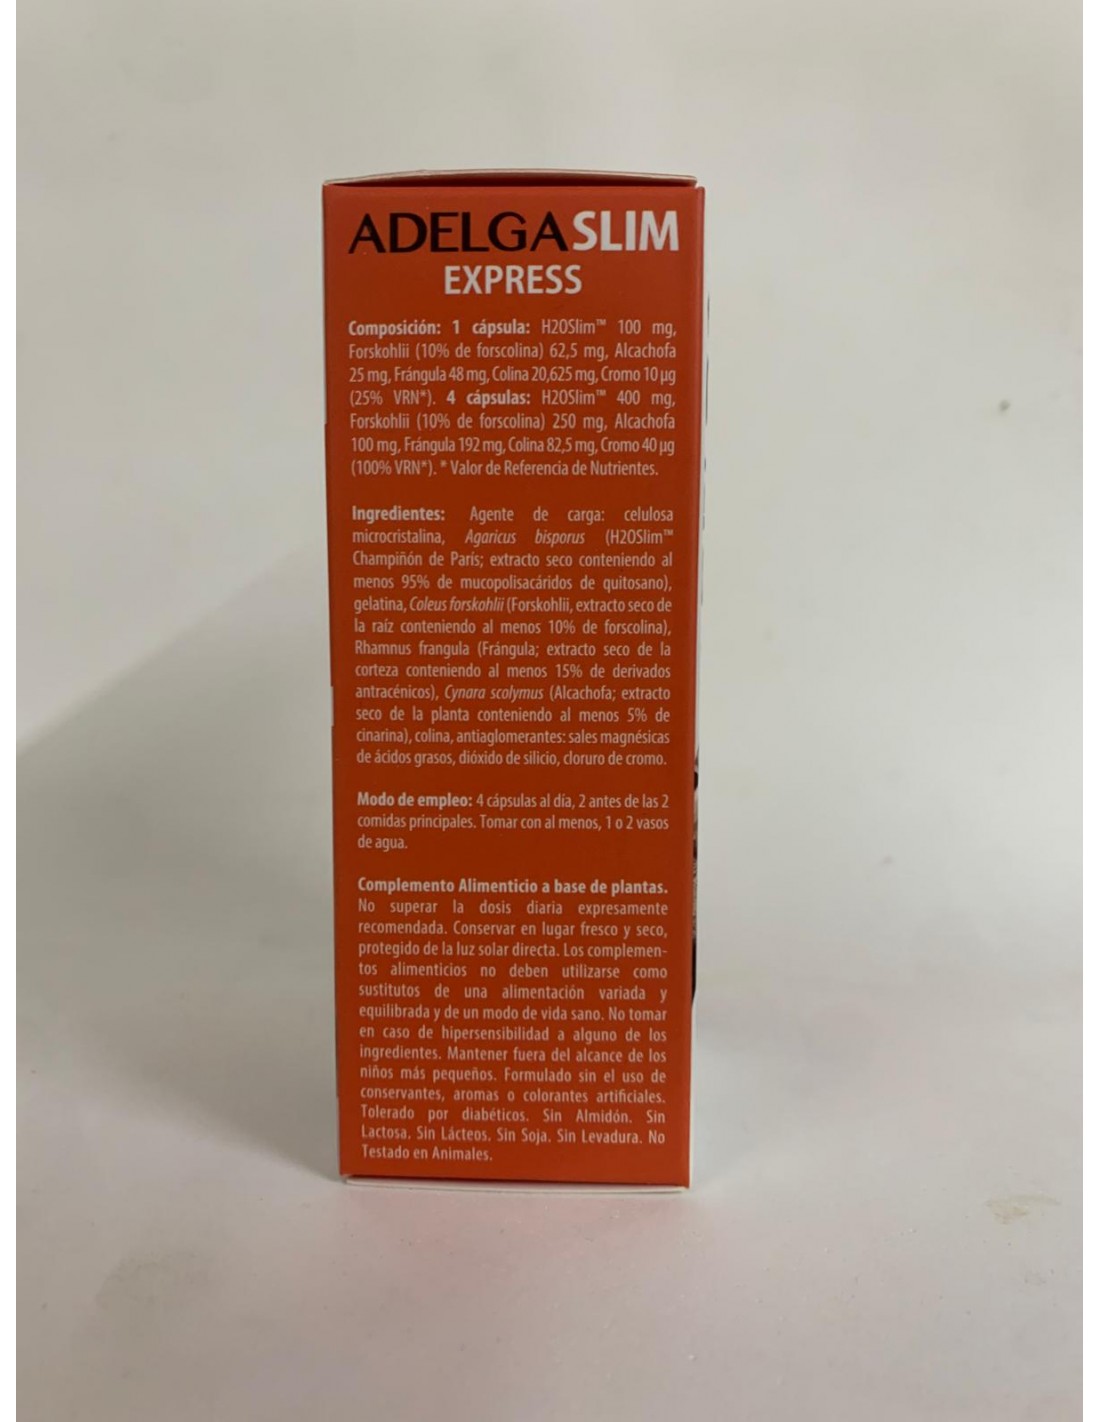 ADELGASLIM
EXPRESS
Composición: 1 cápsula: H2OSlim™ 100 mg,
Forskohlii (10% de forscolina) 62,5 mg, Alcachofa
25 mg, Frángula 48 mg, Colina 20,625 mg, Cromo 10 µg
(25% VRN*). 4 cápsulas: H2OSlim™ 400 mg,
Forskohlii (10% de forscolina) 250 mg, Alcachofa
100 mg, Frángula 192 mg, Colina 82,5 mg, Cromo 40 µg
(100% VRN*). * Valor de Referencia de Nutrientes.
Ingredientes: Agente de carga: celulosa
microcristalina, Agaricus bisporus (H2OSlim™
Champiñón de París; extracto seco conteniendo al
menos 95% de mucopolisacáridos de quitosano),
gelatina, Coleus forskohlii (Forskohlii, extracto seco de
la raíz conteniendo al menos 10% de forscolina),
Rhamnus frangula (Frángula; extracto seco de la
corteza conteniendo al menos 15% de derivados
antracénicos), Cynara scolymus (Alcachofa; extracto
seco de la planta conteniendo al menos 5% de
cinarina), colina, antiaglomerantes: sales magnésicas
de ácidos grasos, dióxido de silicio, cloruro de cromo.
Modo de empleo: 4 cápsulas al día, 2 antes de las 2
comidas principales. Tomar con al menos, 1 o 2 vasos
de agua.
Complemento Alimenticio a base de plantas.
No superar la dosis diaria expresamente
recomendada. Conservar en lugar fresco y seco,
protegido de la luz solar directa. Los complemen-
tos alimenticios no deben utilizarse como
sustitutos de una alimentación variada y
equilibrada y de un modo de vida sano. No tomar
en caso de hipersensibilidad a alguno de los
ingredientes. Mantener fuera del alcance de los
niños más pequeños. Formulado sin el uso de
conservantes, aromas o colorantes artificiales.
Tolerado por diabéticos. Sin Almidón. Sin
Lactosa. Sin Lácteos. Sin Soja. Sin Levadura. No
Testado en Animales.